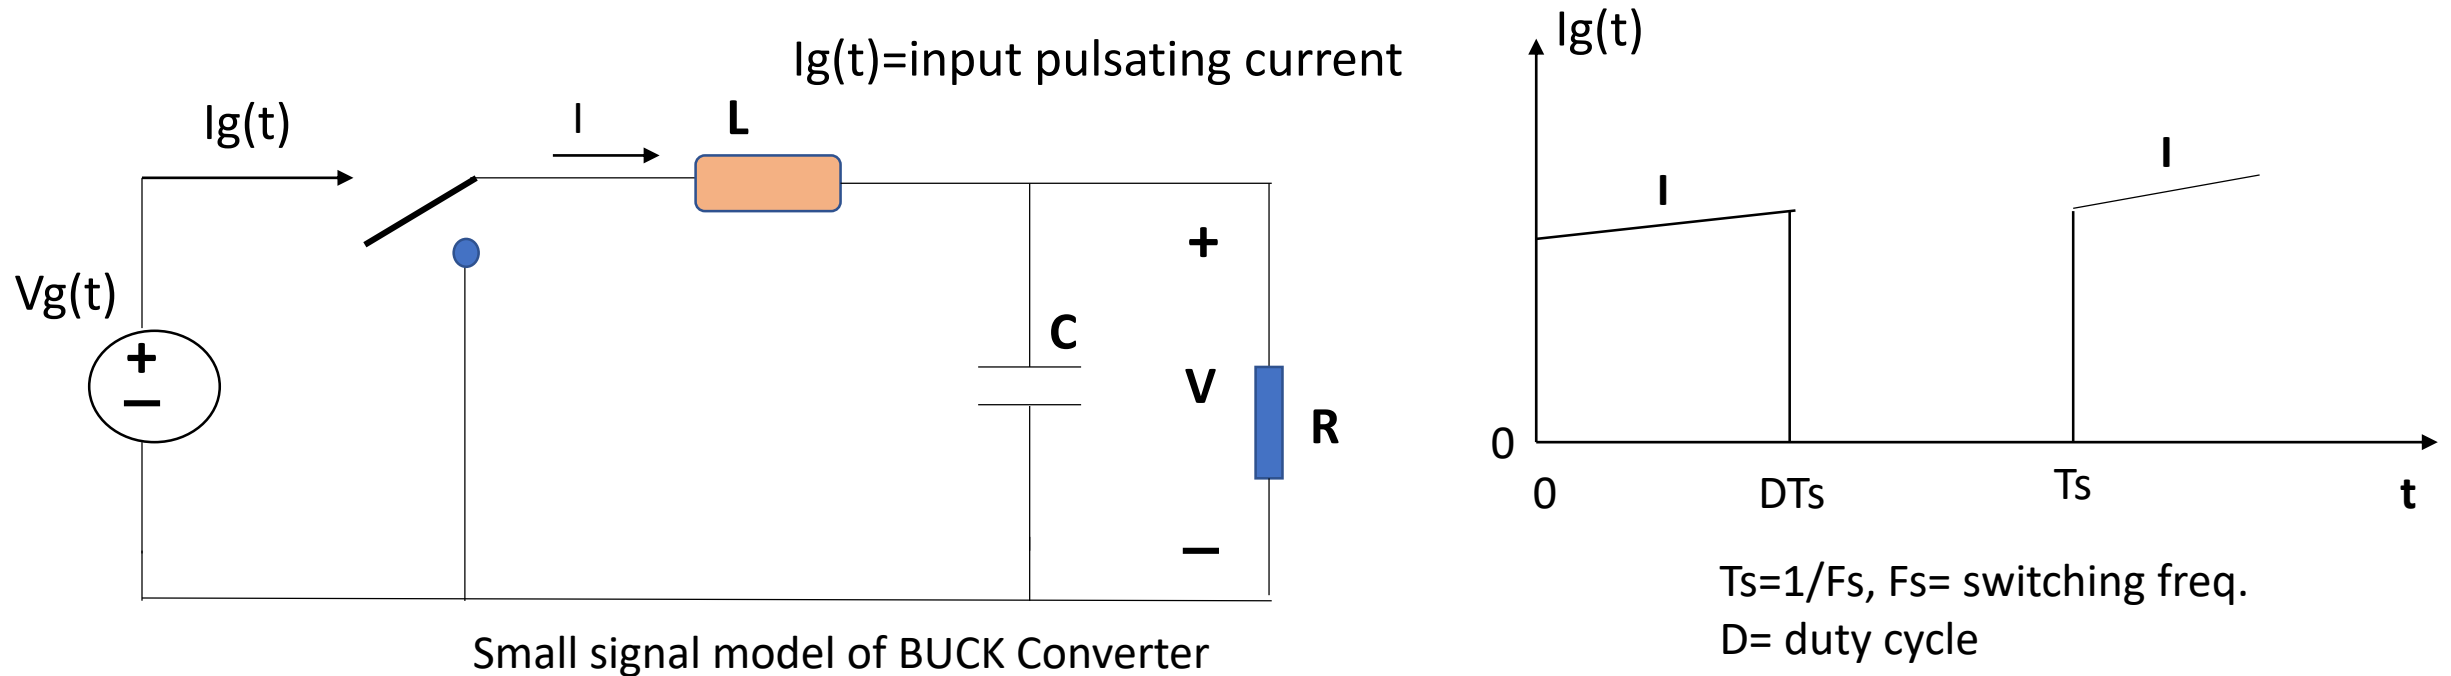 Ig(t)=input pulsating current
Ig(t)
I
L
Vg(t)
+
–
+
V
–
C
R
Small signal model of BUCK Converter
Ig(t)
I
I
0
0
DTs
Ts
t
Ts=1/Fs, Fs= switching freq.
D= duty cycle